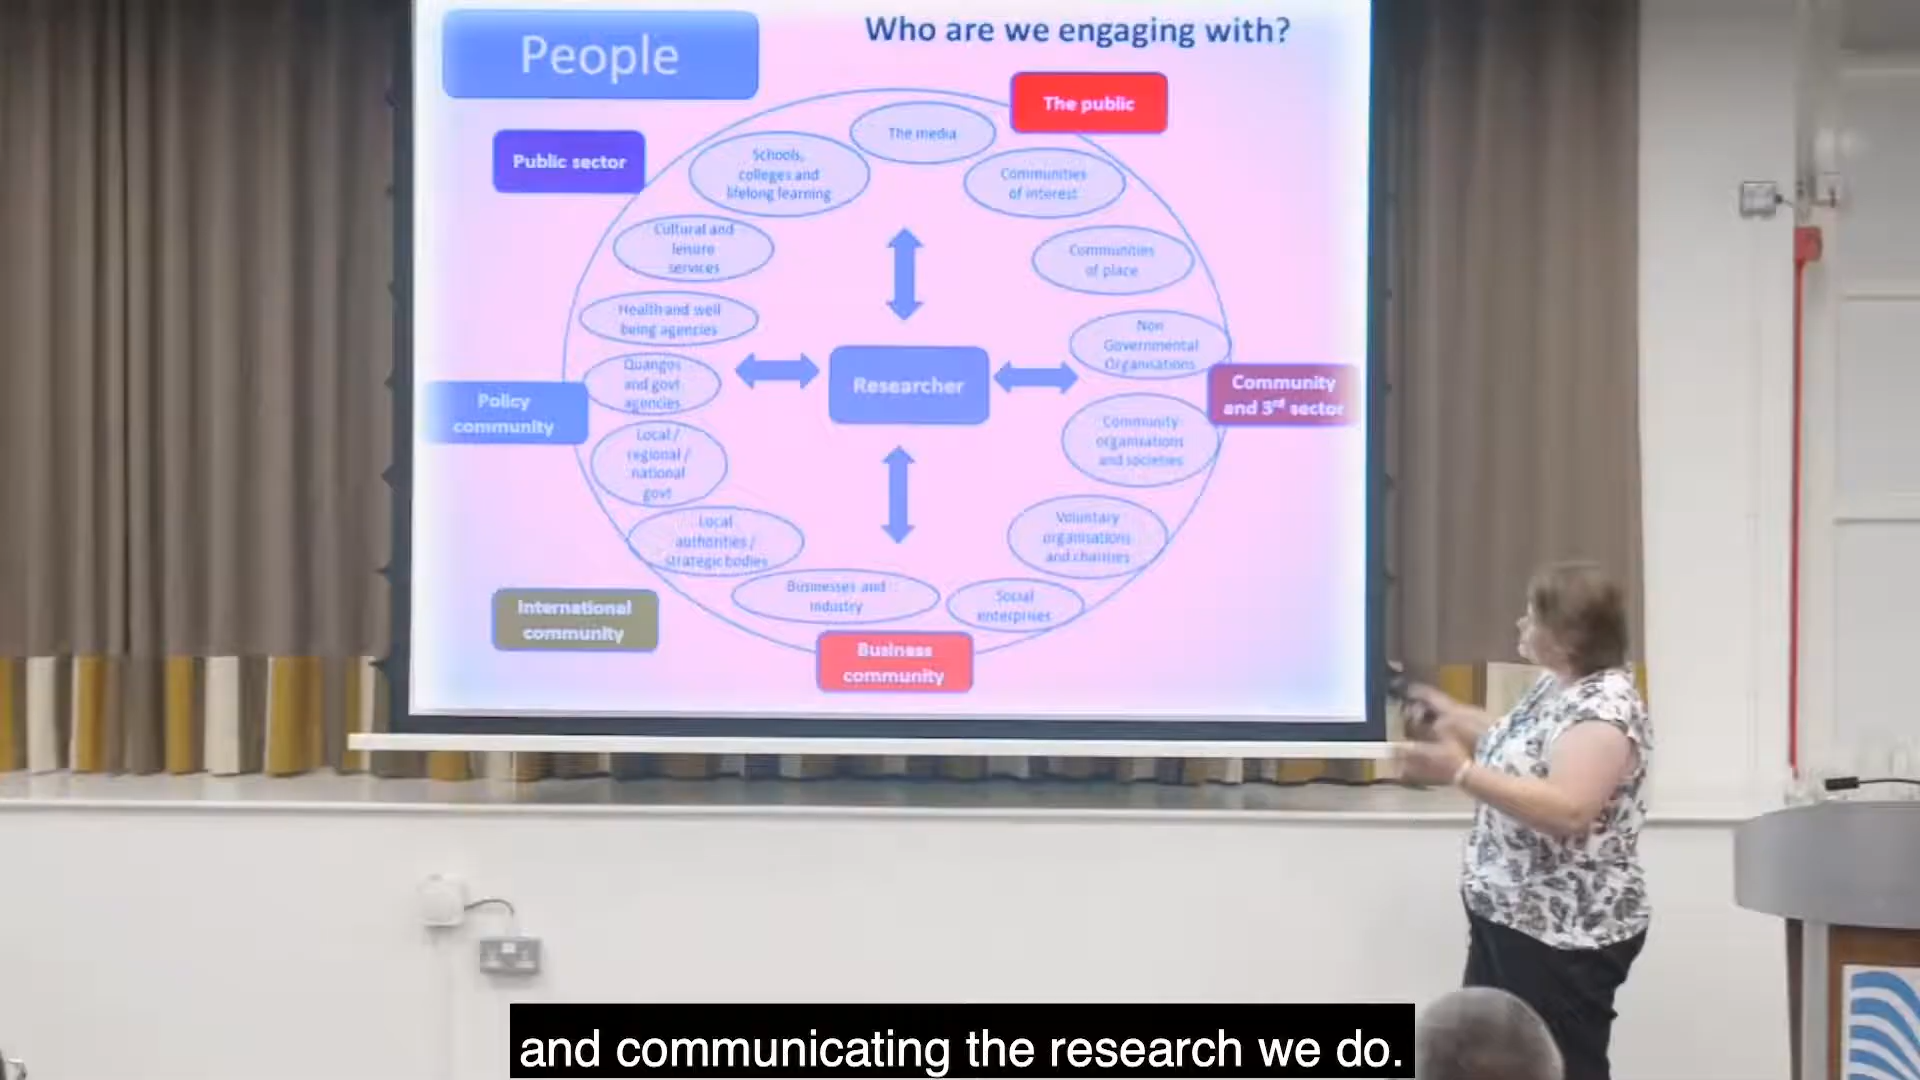 People
Who are we engaging with?
The public
The media
Public sector
Schools,
colleges and
lifelong learning
Communities
of interest
Cultural and
leisure
services
Communities
of place
Health and well
being agencies
Non
Governmental
Organisations
Quangos
and govt
agencies
Researcher
Community
and 3rd sector
Policy
community
Local /
regional /
national
govt
Community
organisations
and societies
Local
authorities /
strategic bodies
Voluntary
organisations
and charities
Businesses and
industry
Social
enterprises
International
community
Business
community
and communicating the research we do.